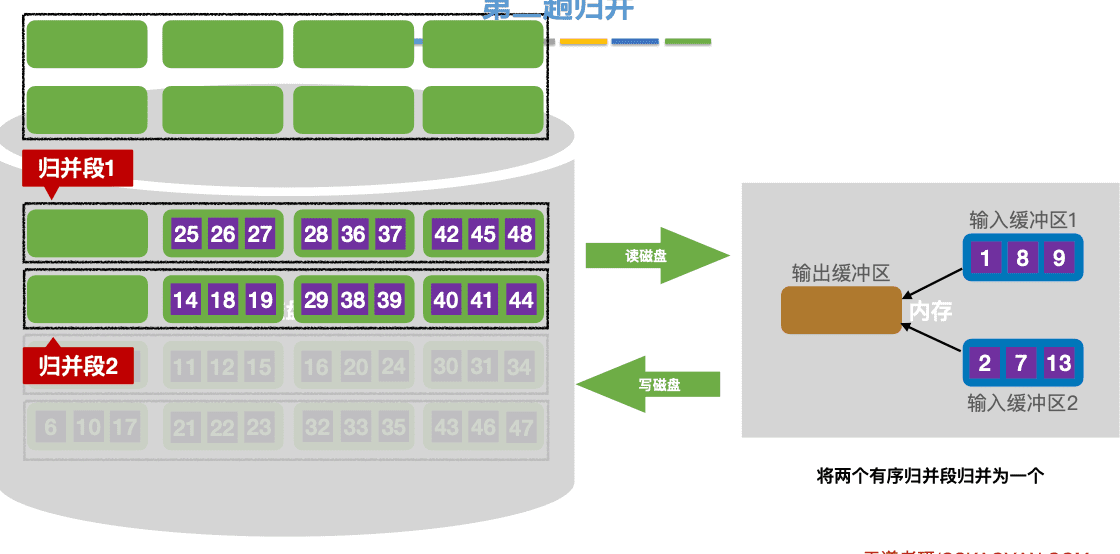 第二趟归并
归并段1
25 26 27 28 36 37 42 45 48
14 18 19 29 38 39 40 41 44
归并段2
11 12 15 16 20 24 30 31 34
6 10 17 21 22 23 32 33 35 43 46 47
读磁盘
写磁盘
输入缓冲区1
1 8 9
输出缓冲区
内存
2 7 13
输入缓冲区2
将两个有序归并段归并为一个